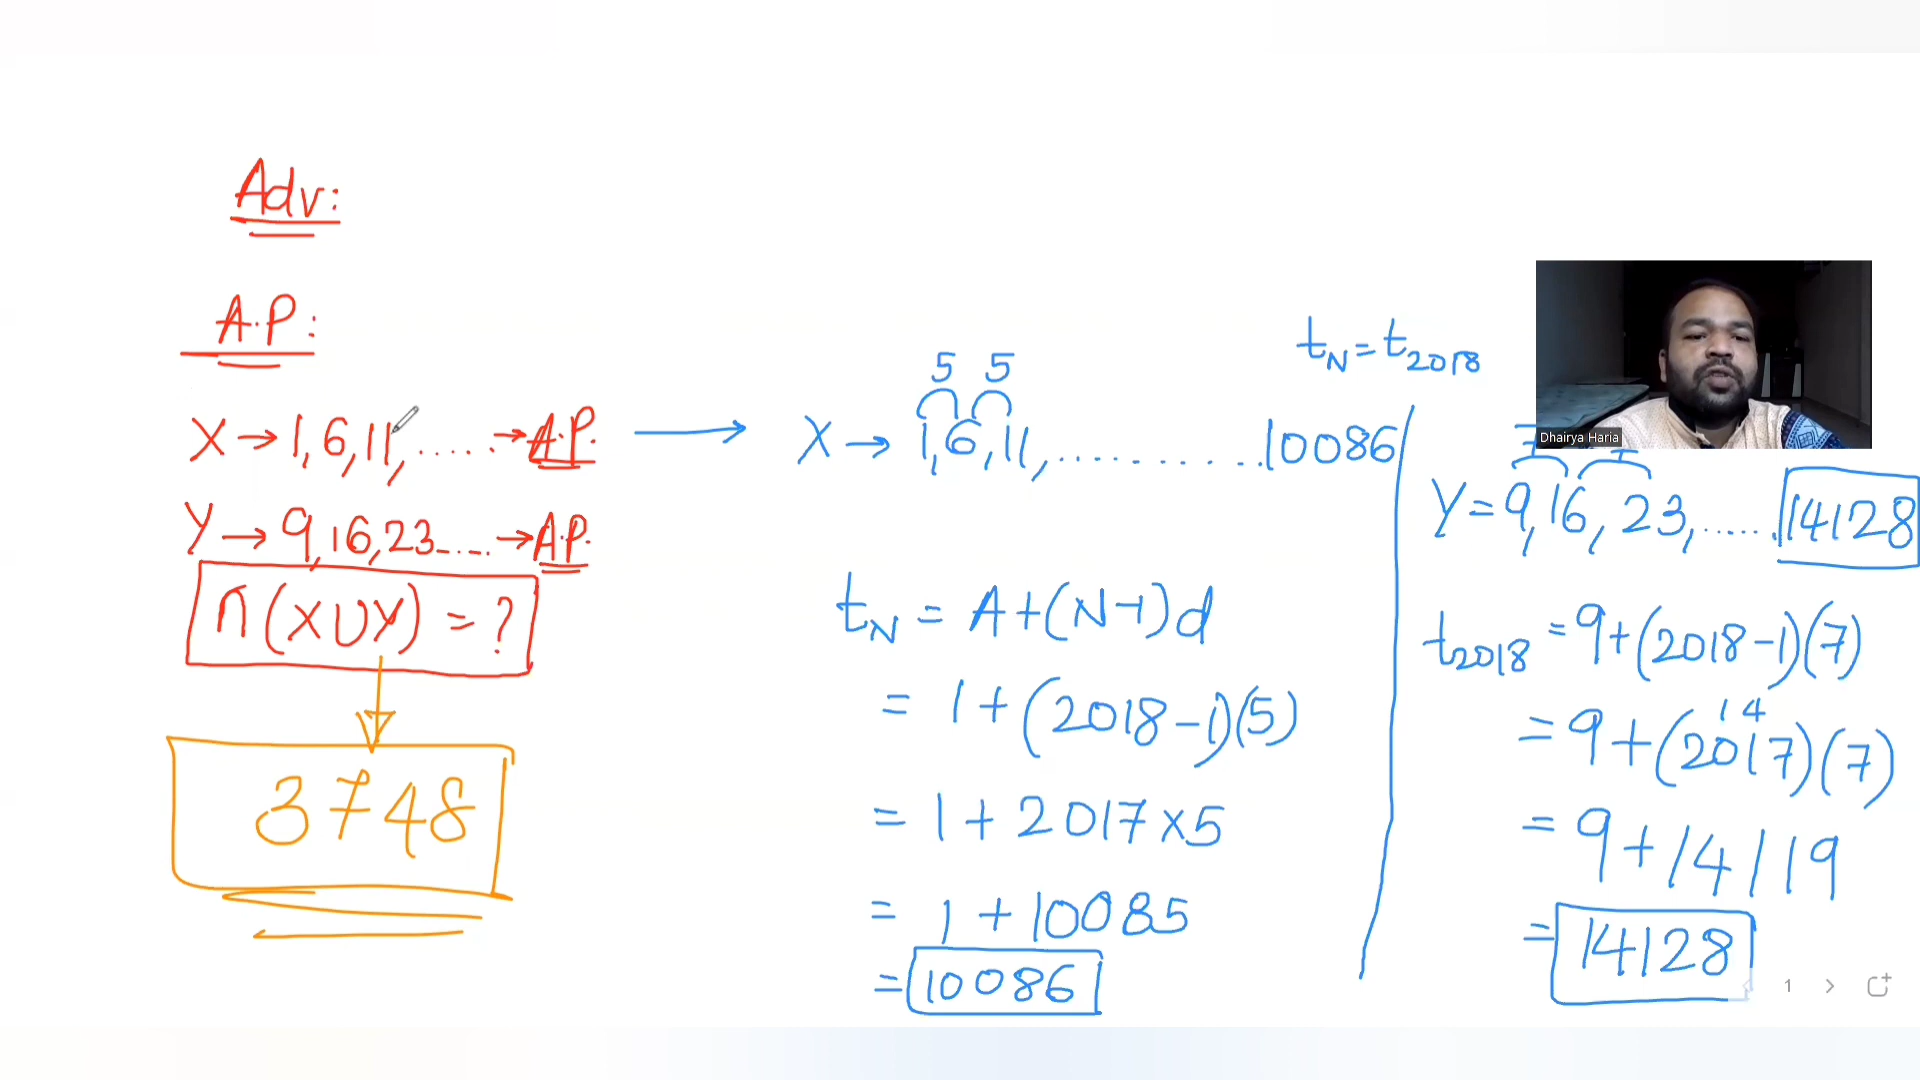 Adv:
A.P:
X → 1, 6, 11, ...... → A.P.
Y → 9, 16, 23..... → A.P.
n(X∪Y) = ?
3748
5 5
X → 1, 6, 11, ............10086
tN = A+(N-1)d
= 1+(2018-1)(5)
= 1+2017×5
= 1+10085
= 10086
tN = t2018
Dhairya Haria
Y = 9, 16, 23, ...... 14128
t2018 = 9+(2018-1)(7)
14
= 9+(2017)(7)
= 9+14119
= 14128
1